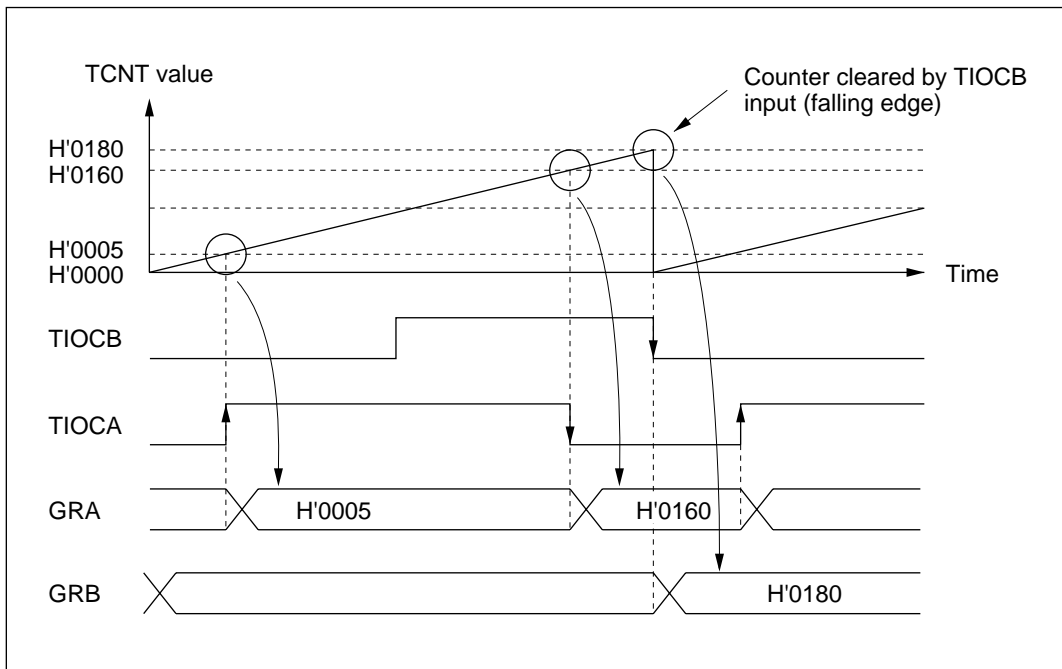 TCNT value
Counter cleared by TIOCB
input (falling edge)
H'0180
H'0160
H'0005
H'0000
Time
TIOCB
TIOCA
GRA
H'0005
H'0160
GRB
H'0180